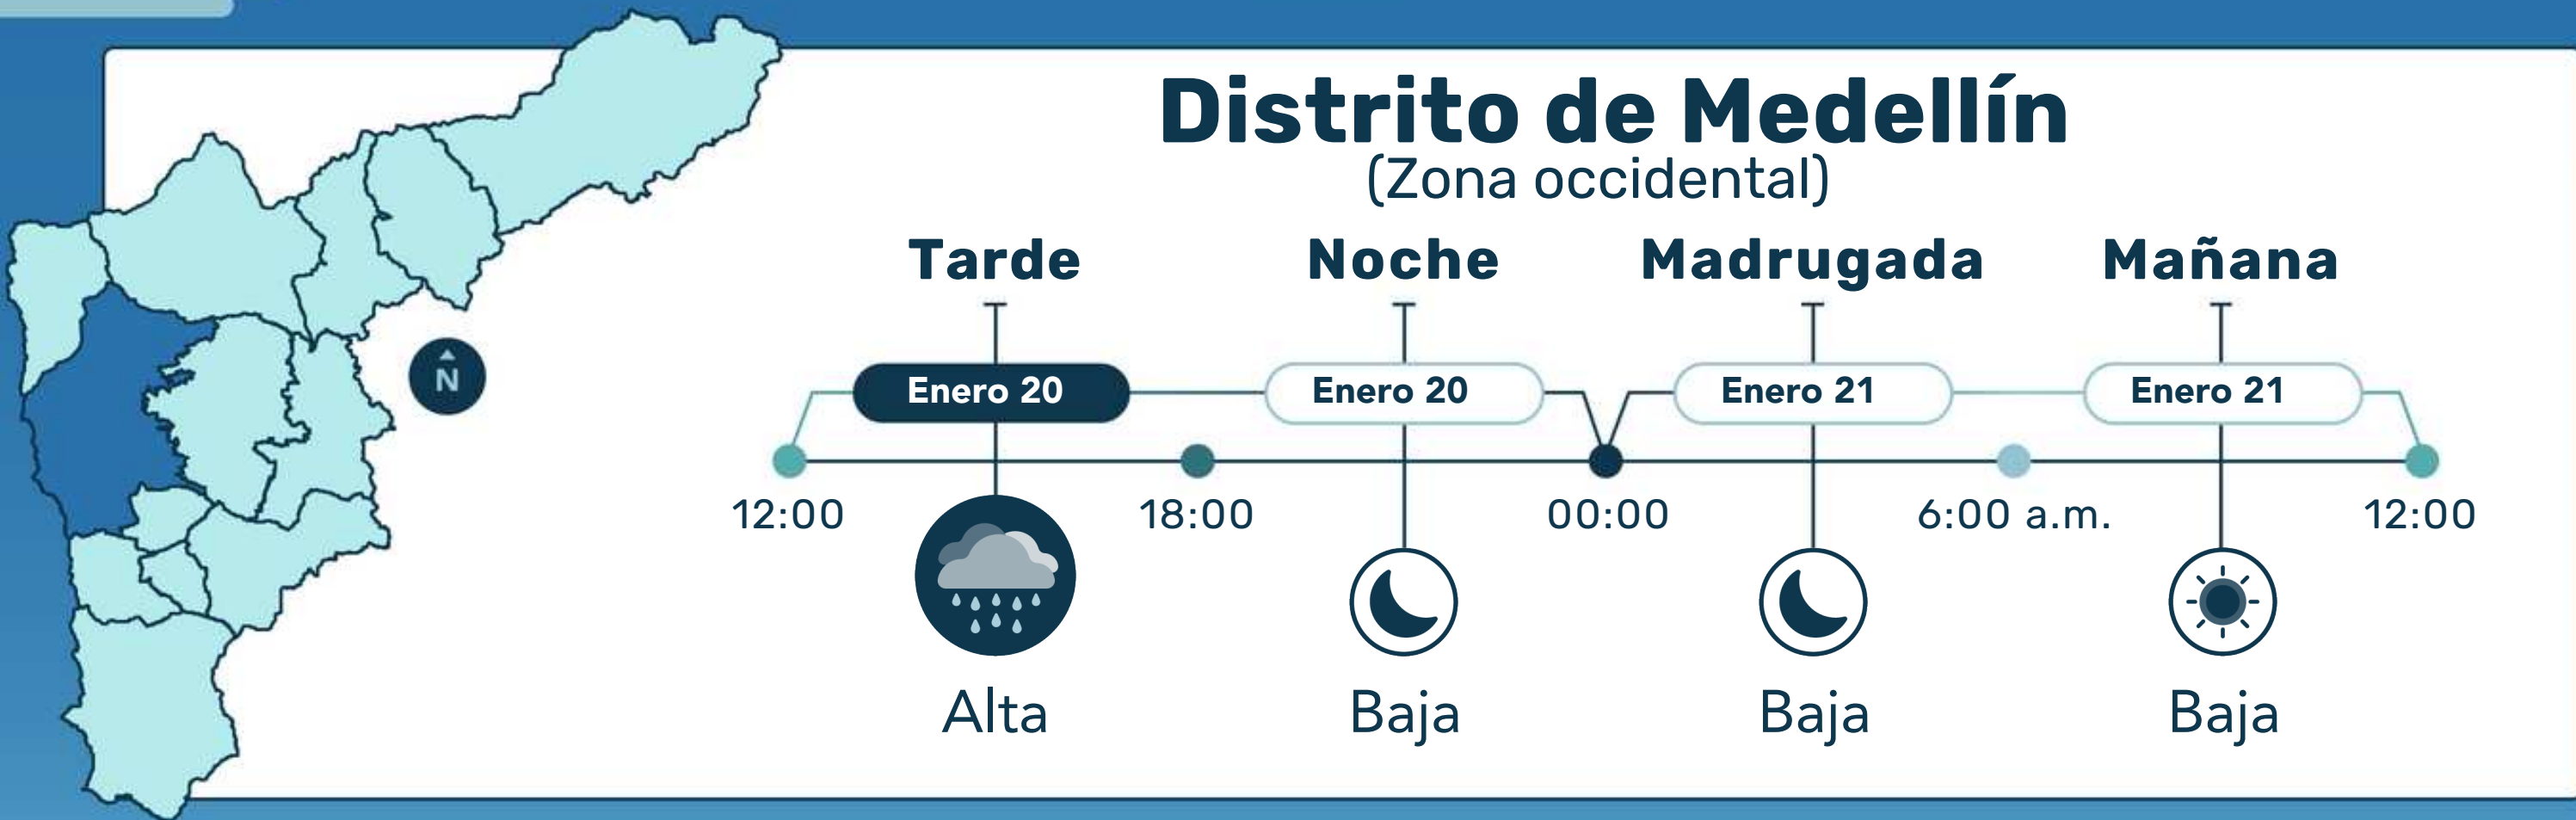 Distrito de Medellín
(Zona occidental)
Tarde Noche Madrugada Mañana
Enero 20 Enero 20 Enero 21 Enero 21
N
12:00 18:00 00:00 6:00 a.m. 12:00
Alta Baja Baja Baja